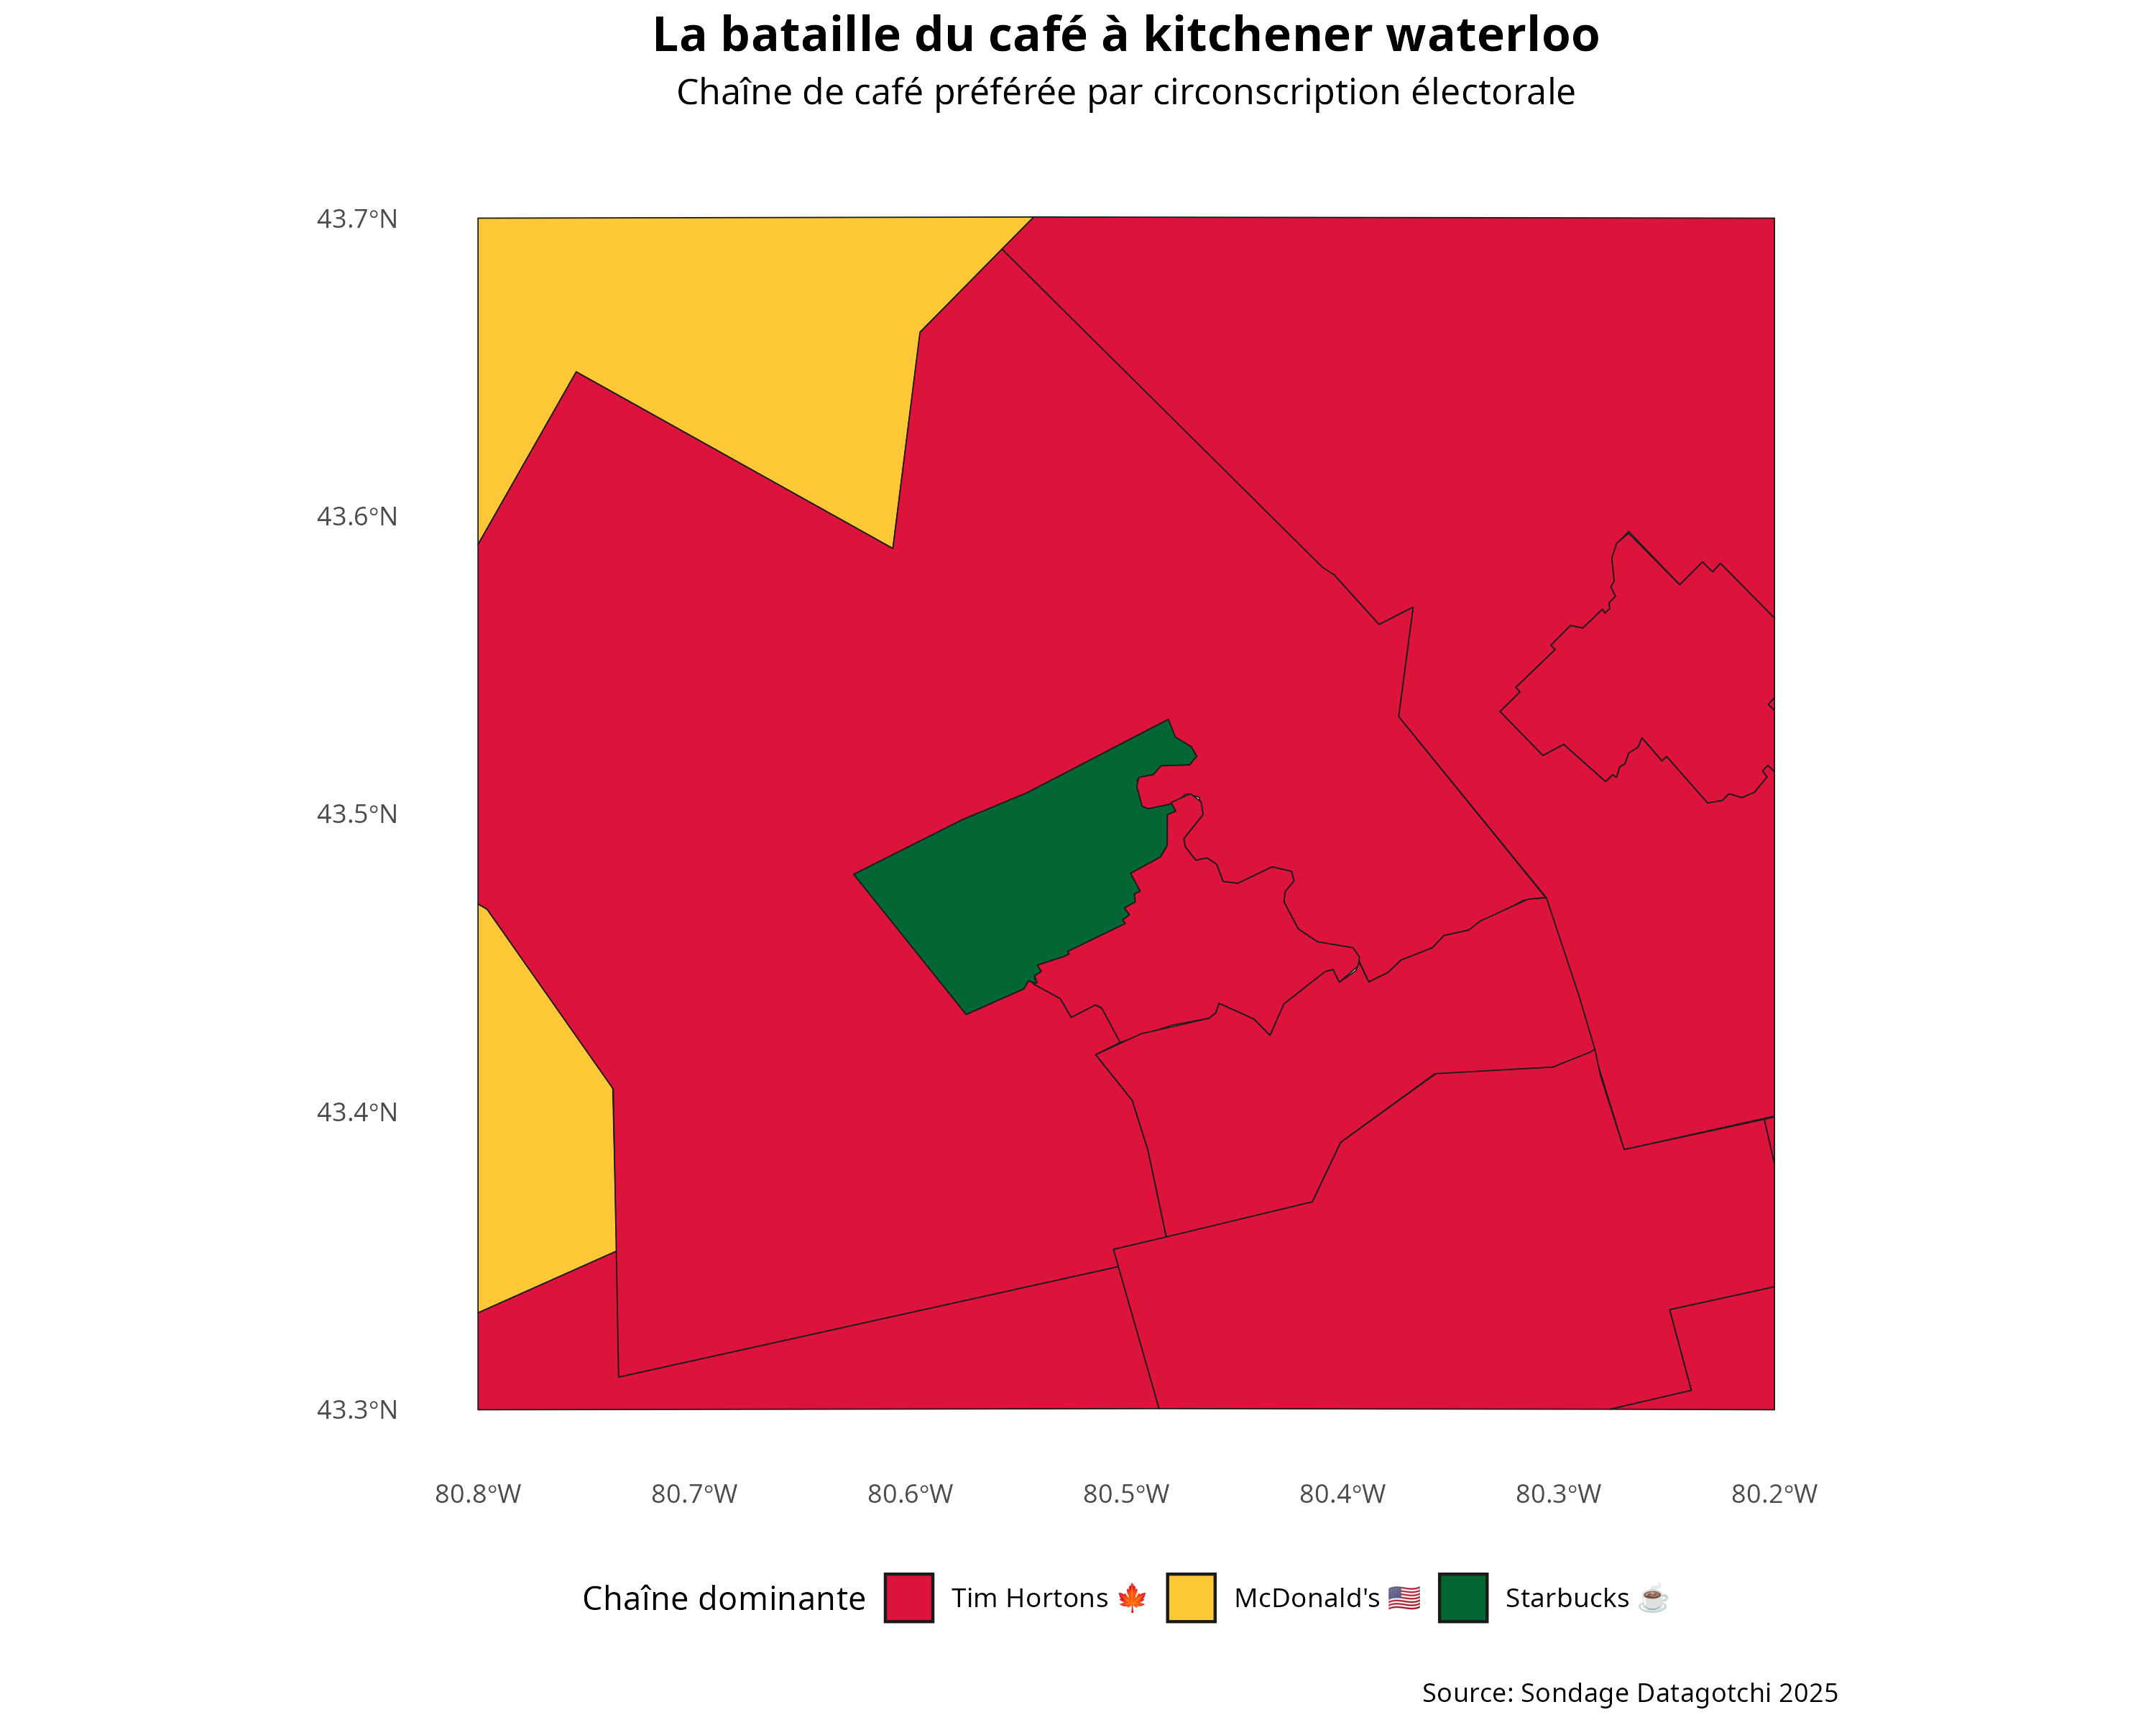 La bataille du café à kitchener waterloo
Chaîne de café préférée par circonscription électorale
43.7°N
43.6°N
43.5°N
43.4°N
43.3°N
80.8°W 80.7°W 80.6°W 80.5°W 80.4°W 80.3°W 80.2°W
Chaîne dominante Tim Hortons 🍁 McDonald's 🇺🇸 Starbucks ☕
Source: Sondage Datagotchi 2025